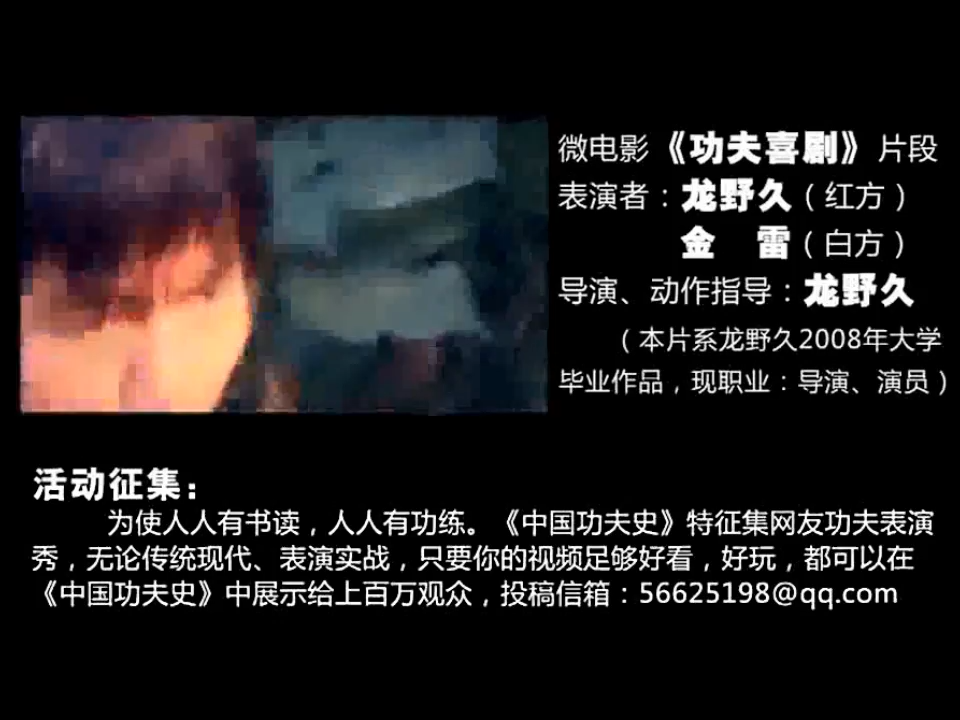 微电影《功夫喜剧》片段
表演者：龙野久（红方）
金 雷（白方）
导演、动作指导：龙野久
（本片系龙野久2008年大学
毕业作品，现职业：导演、演员）
活动征集：
为使人人有书读，人人有功练。《中国功夫史》特征集网友功夫表演
秀，无论传统现代、表演实战，只要你的视频足够好看，好玩，都可以在
《中国功夫史》中展示给上百万观众，投稿信箱：56625198@qq.com